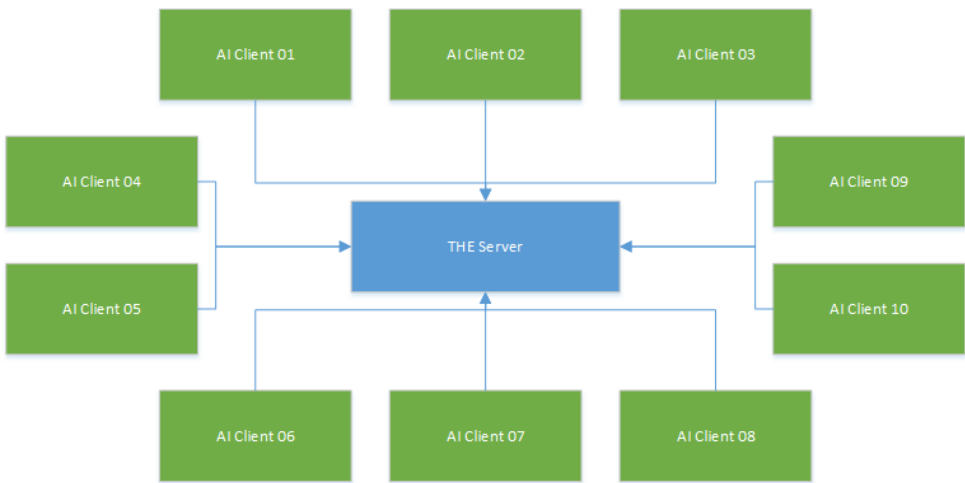 AI Client 01
AI Client 02
AI Client 03
AI Client 04
AI Client 09
THE Server
AI Client 05
AI Client 10
AI Client 06
AI Client 07
AI Client 08